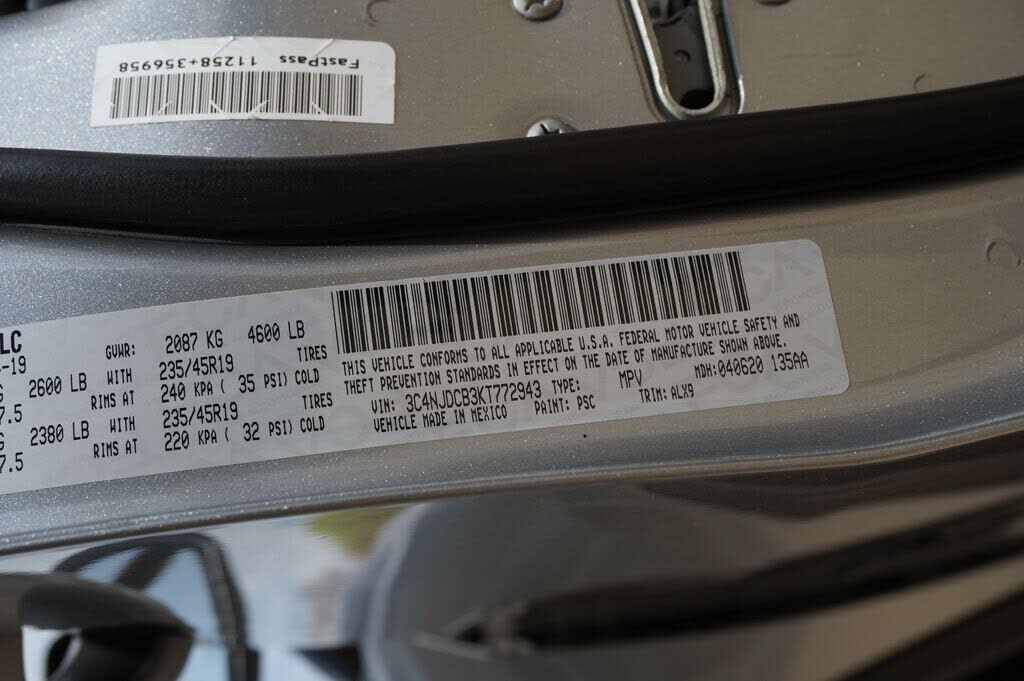 FastPass 11258+356958
LC
-19
GVWR: 2087 KG 4600 LB
G 2600 LB WITH 235/45R19 TIRES
7.5 RIMS AT 240 KPA ( 35 PSI) COLD
G 2380 LB WITH 235/45R19 TIRES
7.5 RIMS AT 220 KPA ( 32 PSI) COLD
THIS VEHICLE CONFORMS TO ALL APPLICABLE U.S.A. FEDERAL MOTOR VEHICLE SAFETY AND
THEFT PREVENTION STANDARDS IN EFFECT ON THE DATE OF MANUFACTURE SHOWN ABOVE.
VIN: 3C4NJDCB3KT772943 TYPE: MPV MDH:040620 135AA
VEHICLE MADE IN MEXICO PAINT: PSC TRIM: ALX9